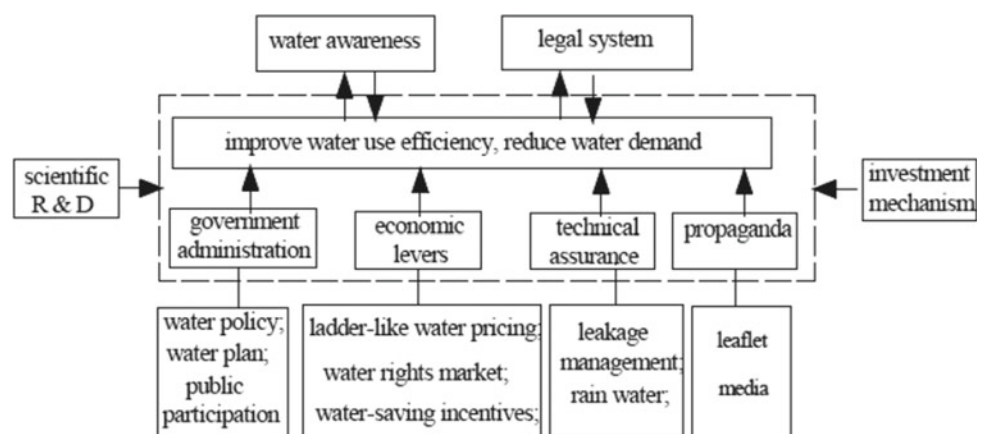 water awareness
legal system
improve water use efficiency, reduce water demand
scientific
R & D
investment
mechanism
government
administration
economic
levers
technical
assurance
propaganda
water policy;
water plan;
public
participation
ladder-like water pricing;
water rights market;
water-saving incentives;
leakage
management;
rain water;
leaflet
media